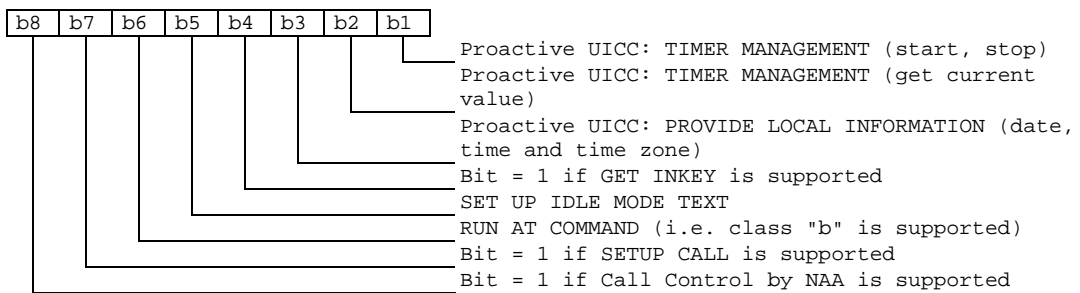 b8 b7 b6 b5 b4 b3 b2 b1
Proactive UICC: TIMER MANAGEMENT (start, stop)
Proactive UICC: TIMER MANAGEMENT (get current
value)
Proactive UICC: PROVIDE LOCAL INFORMATION (date,
time and time zone)
Bit = 1 if GET INKEY is supported
SET UP IDLE MODE TEXT
RUN AT COMMAND (i.e. class "b" is supported)
Bit = 1 if SETUP CALL is supported
Bit = 1 if Call Control by NAA is supported